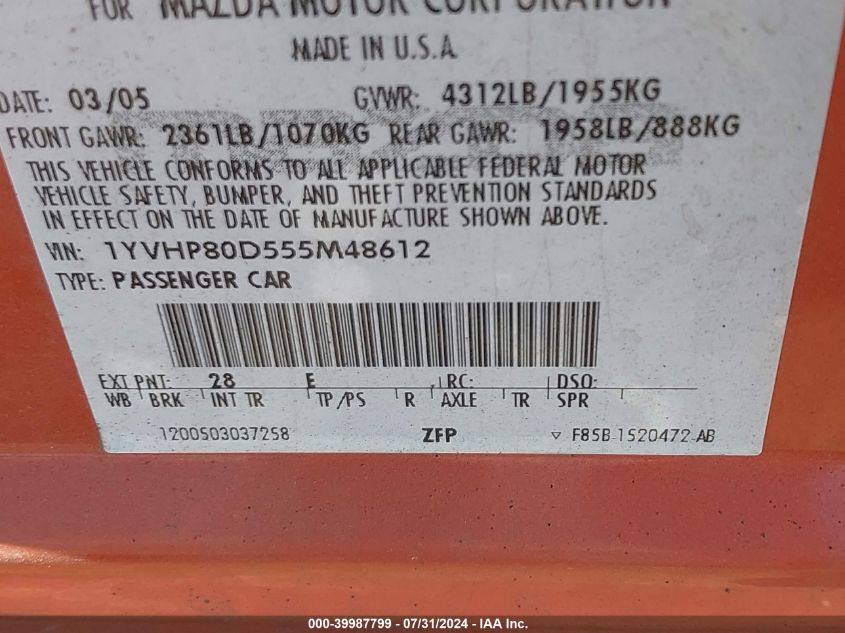 FOR MAZDA MOTOR CORPORATION
MADE IN U.S.A
DATE: 03/05 GVWR: 4312LB/1955KG
FRONT GAWR: 2361LB/1070KG REAR GAWR: 1958LB/888KG
THIS VEHICLE CONFORMS TO ALL APPLICABLE FEDERAL MOTOR
VEHICLE SAFETY, BUMPER, AND THEFT PREVENTION STANDARDS
IN EFFECT ON THE DATE OF MANUFACTURE SHOWN ABOVE.
VIN: 1YVHP80D555M48612
TYPE: PASSENGER CAR
EXT PNT: 28 E RC: DSO:
WB BRK INT TR TP/PS R AXLE TR SPR
1200503037258 ZFP ▽ F85B-1520472-AB
000-39987799 - 07/31/2024 - IAA Inc.